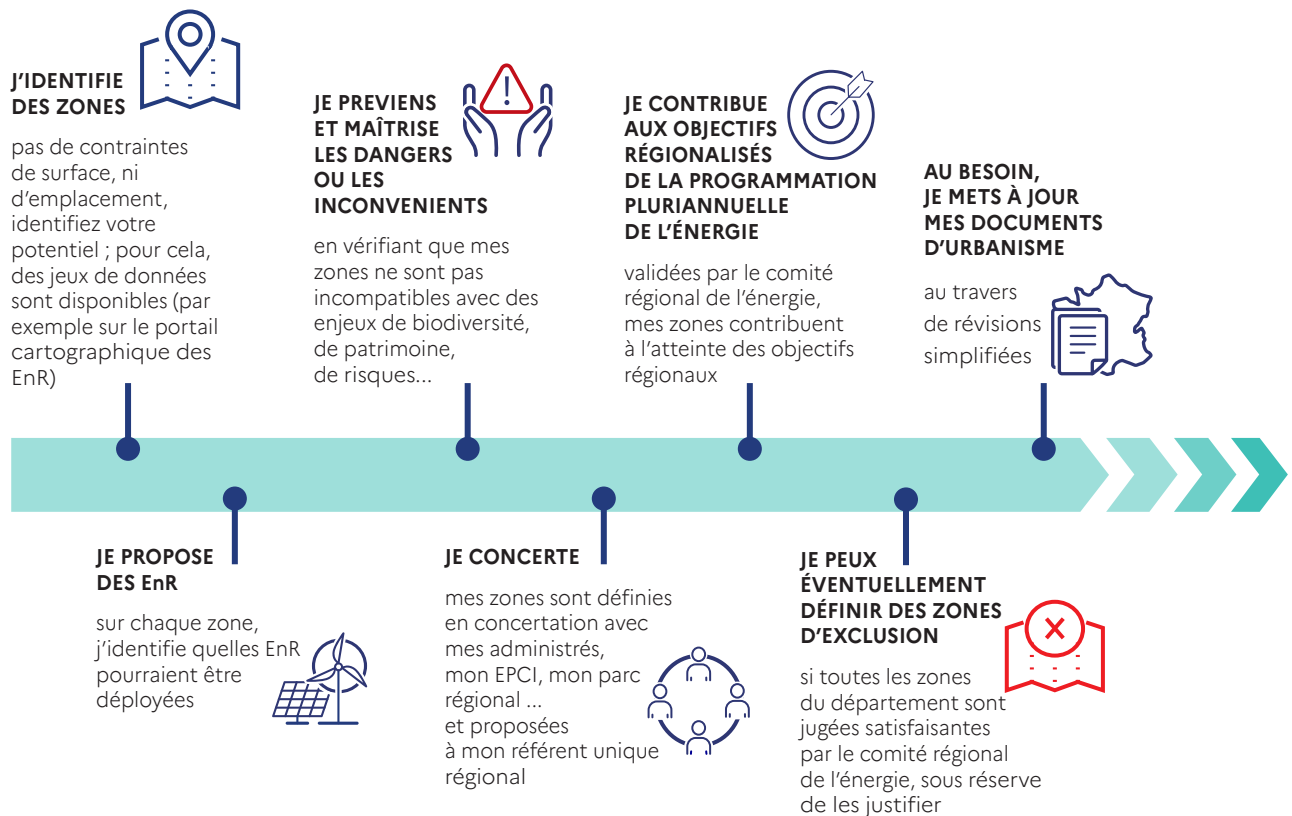 J'IDENTIFIE
DES ZONES
pas de contraintes
de surface, ni
d'emplacement,
identifiez votre
potentiel ; pour cela,
des jeux de données
sont disponibles (par
exemple sur le portail
cartographique des
EnR)
JE PROPOSE
DES EnR
sur chaque zone,
j'identifie quelles EnR
pourraient être
déployées
JE PREVIENS
ET MAÎTRISE
LES DANGERS
OU LES
INCONVENIENTS
en vérifiant que mes
zones ne sont pas
incompatibles avec des
enjeux de biodiversité,
de patrimoine,
de risques...
JE CONCERTE
mes zones sont définies
en concertation avec
mes administrés,
mon EPCI, mon parc
régional ...
et proposées
à mon référent unique
régional
JE CONTRIBUE
AUX OBJECTIFS
RÉGIONALISÉS
DE LA PROGRAMMATION
PLURIANNUELLE
DE L'ÉNERGIE
validées par le comité
régional de l'énergie,
mes zones contribuent
à l'atteinte des objectifs
régionaux
JE PEUX
ÉVENTUELLEMENT
DÉFINIR DES ZONES
D'EXCLUSION
si toutes les zones
du département sont
jugées satisfaisantes
par le comité régional
de l'énergie, sous réserve
de les justifier
AU BESOIN,
JE METS À JOUR
MES DOCUMENTS
D'URBANISME
au travers
de révisions
simplifiées